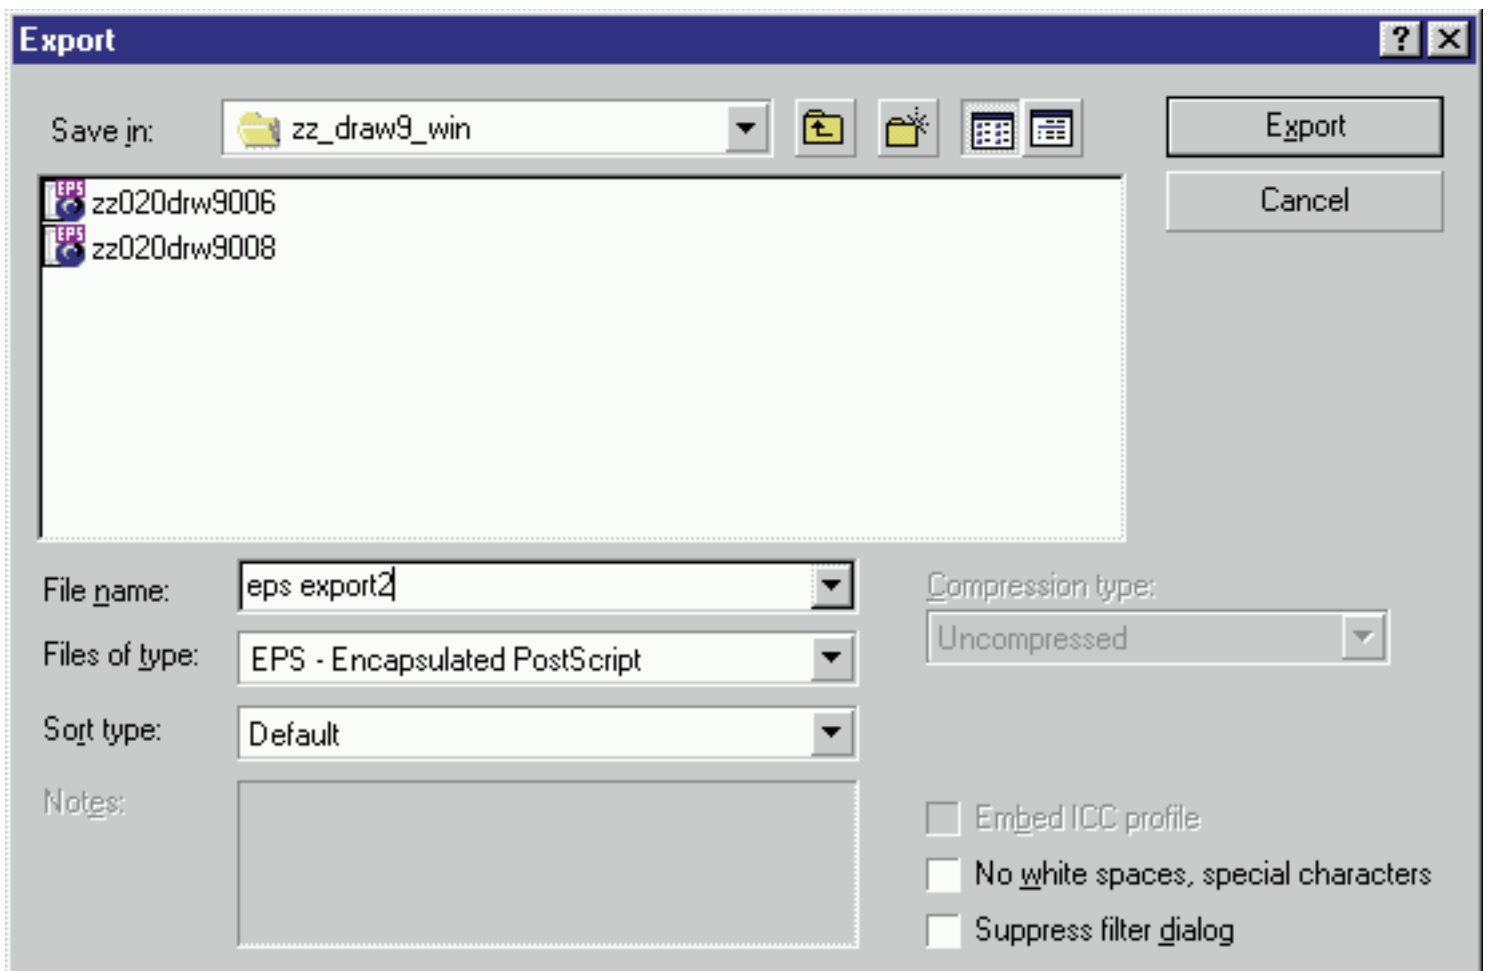 Export
Save in: zz_draw9_win
Export
Cancel
EPS zz020drw9006
EPS zz020drw9008
File name: eps export2
Compression type:
Uncompressed
Files of type: EPS - Encapsulated PostScript
Sort type: Default
Notes:
Embed ICC profile
No white spaces, special characters
Suppress filter dialog